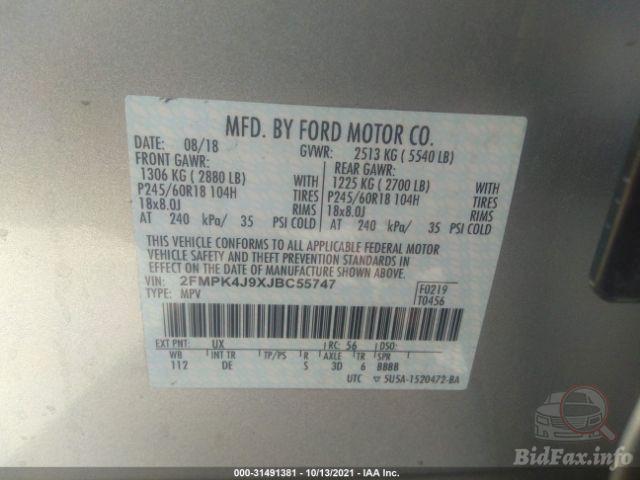 MFD. BY FORD MOTOR CO.
DATE: 08/18 GVWR: 2513 KG ( 5540 LB)
FRONT GAWR: REAR GAWR:
1306 KG ( 2880 LB) WITH 1225 KG ( 2700 LB) WITH
P245/60R18 104H TIRES P245/60R18 104H TIRES
18x8.0J RIMS 18x8.0J RIMS
AT 240 kPa/ 35 PSI COLD AT 240 kPa/ 35 PSI COLD
THIS VEHICLE CONFORMS TO ALL APPLICABLE FEDERAL MOTOR
VEHICLE SAFETY AND THEFT PREVENTION STANDARDS IN
EFFECT ON THE DATE OF MANUFACTURE SHOWN ABOVE.
VIN: 2FMPK4J9XJBC55747 F0219
TYPE: MPV T0456
EXT PNT: UX RC: 56 DSO:
WB INT TR TP/PS R AXLE TR SPR
112 DE S 3D 6 BBBB
UTC 5U5A-1520472-BA
BidFax.info
000-31491381 - 10/13/2021 - IAA Inc.